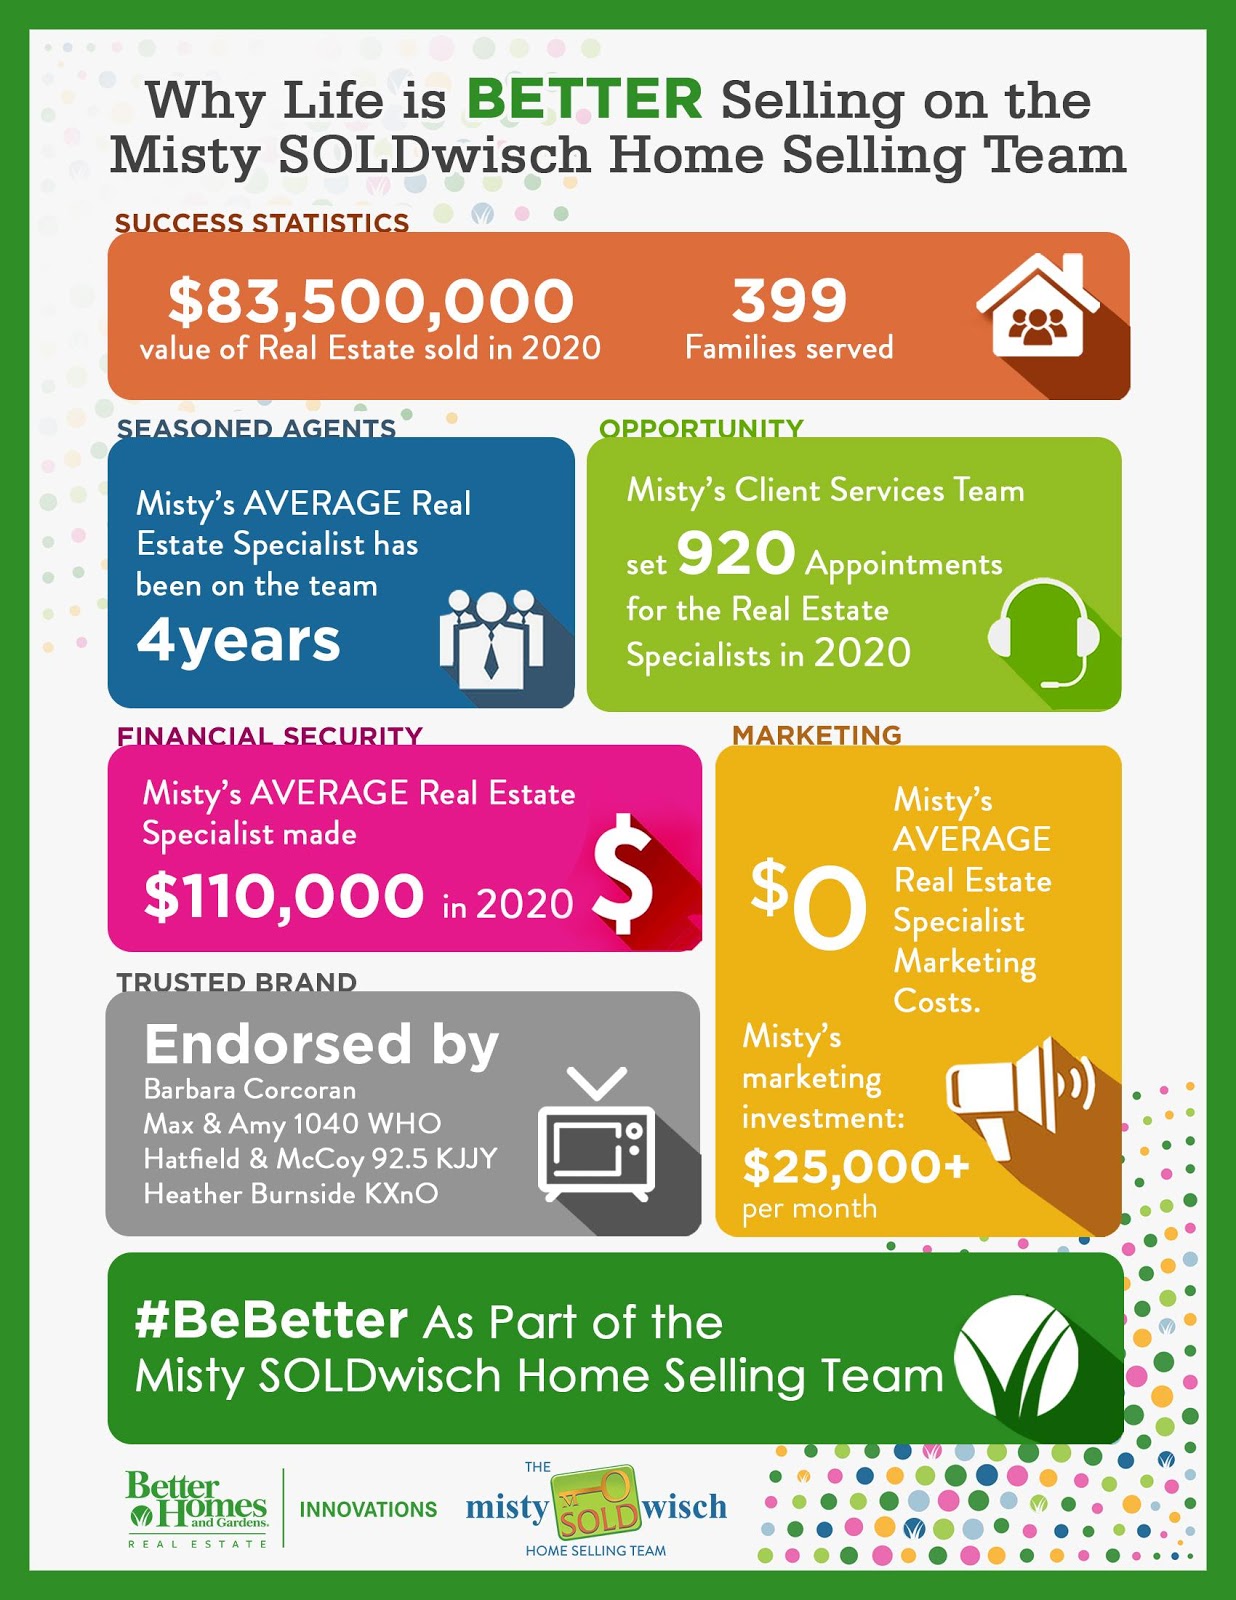 Why Life is BETTER Selling on the
Misty SOLDwisch Home Selling Team
SUCCESS STATISTICS
$83,500,000
value of Real Estate sold in 2020
399
Families served
SEASONED AGENTS
Misty's AVERAGE Real
Estate Specialist has
been on the team
4years
OPPORTUNITY
Misty's Client Services Team
set 920 Appointments
for the Real Estate
Specialists in 2020
FINANCIAL SECURITY
Misty's AVERAGE Real Estate
Specialist made
$110,000 in 2020
$
MARKETING
$0
Misty's
AVERAGE
Real Estate
Specialist
Marketing
Costs.
Misty's
marketing
investment:
$25,000+
per month
TRUSTED BRAND
Endorsed by
Barbara Corcoran
Max & Amy 1040 WHO
Hatfield & McCoy 92.5 KJJY
Heather Burnside KXnO
#BeBetter As Part of the
Misty SOLDwisch Home Selling Team
Better
Homes
and Gardens.
REAL ESTATE
INNOVATIONS
THE
misty SOLD wisch
HOME SELLING TEAM